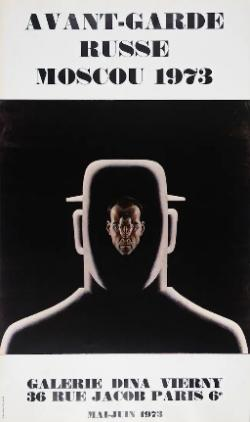 AVANT-GARDE
RUSSE
MOSCOU 1973
GALERIE DINA VIERNY
36 RUE JACOB PARIS 6e
MAI-JUIN 1973